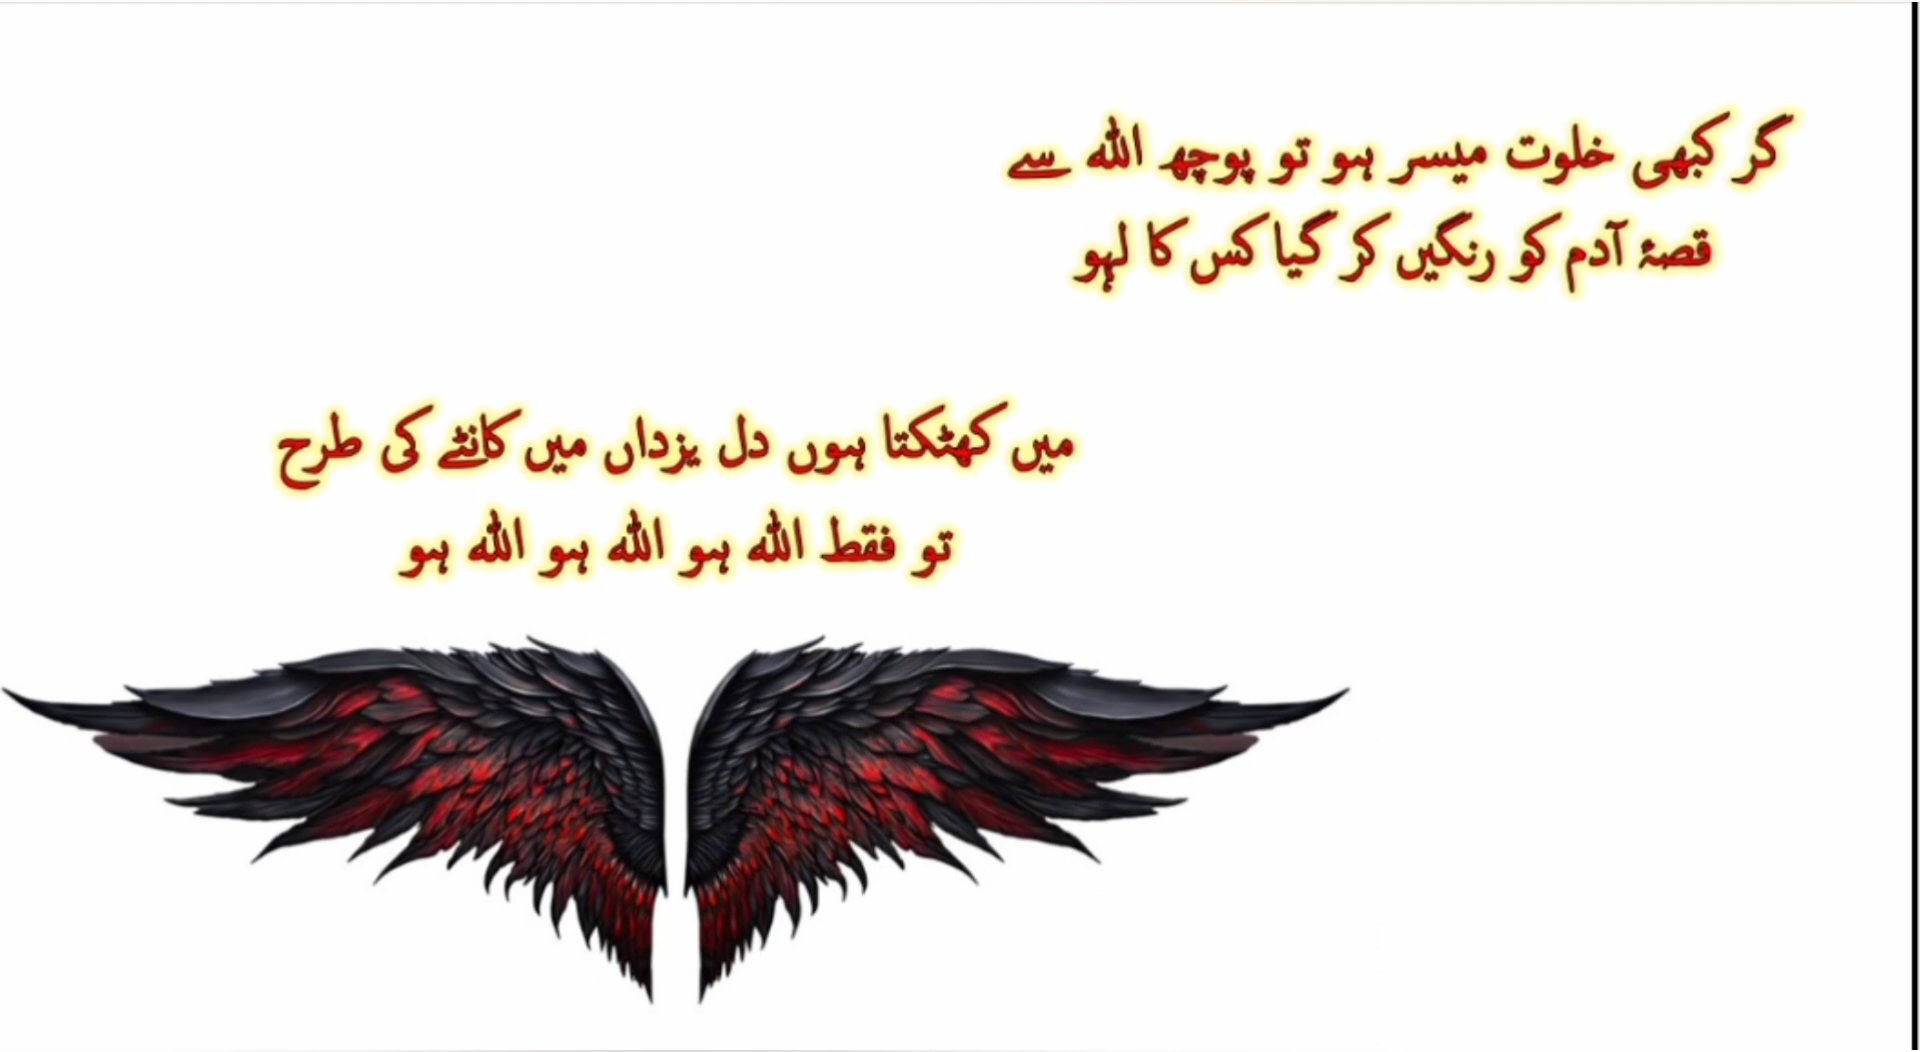 گر کبھی خلوت میسر ہو تو پوچھ اللہ سے
قصۂ آدم کو رنگیں کر گیا کس کا لہو
میں کھٹکتا ہوں دل یزداں میں کانٹے کی طرح
تو فقط اللہ ہو اللہ ہو اللہ ہو